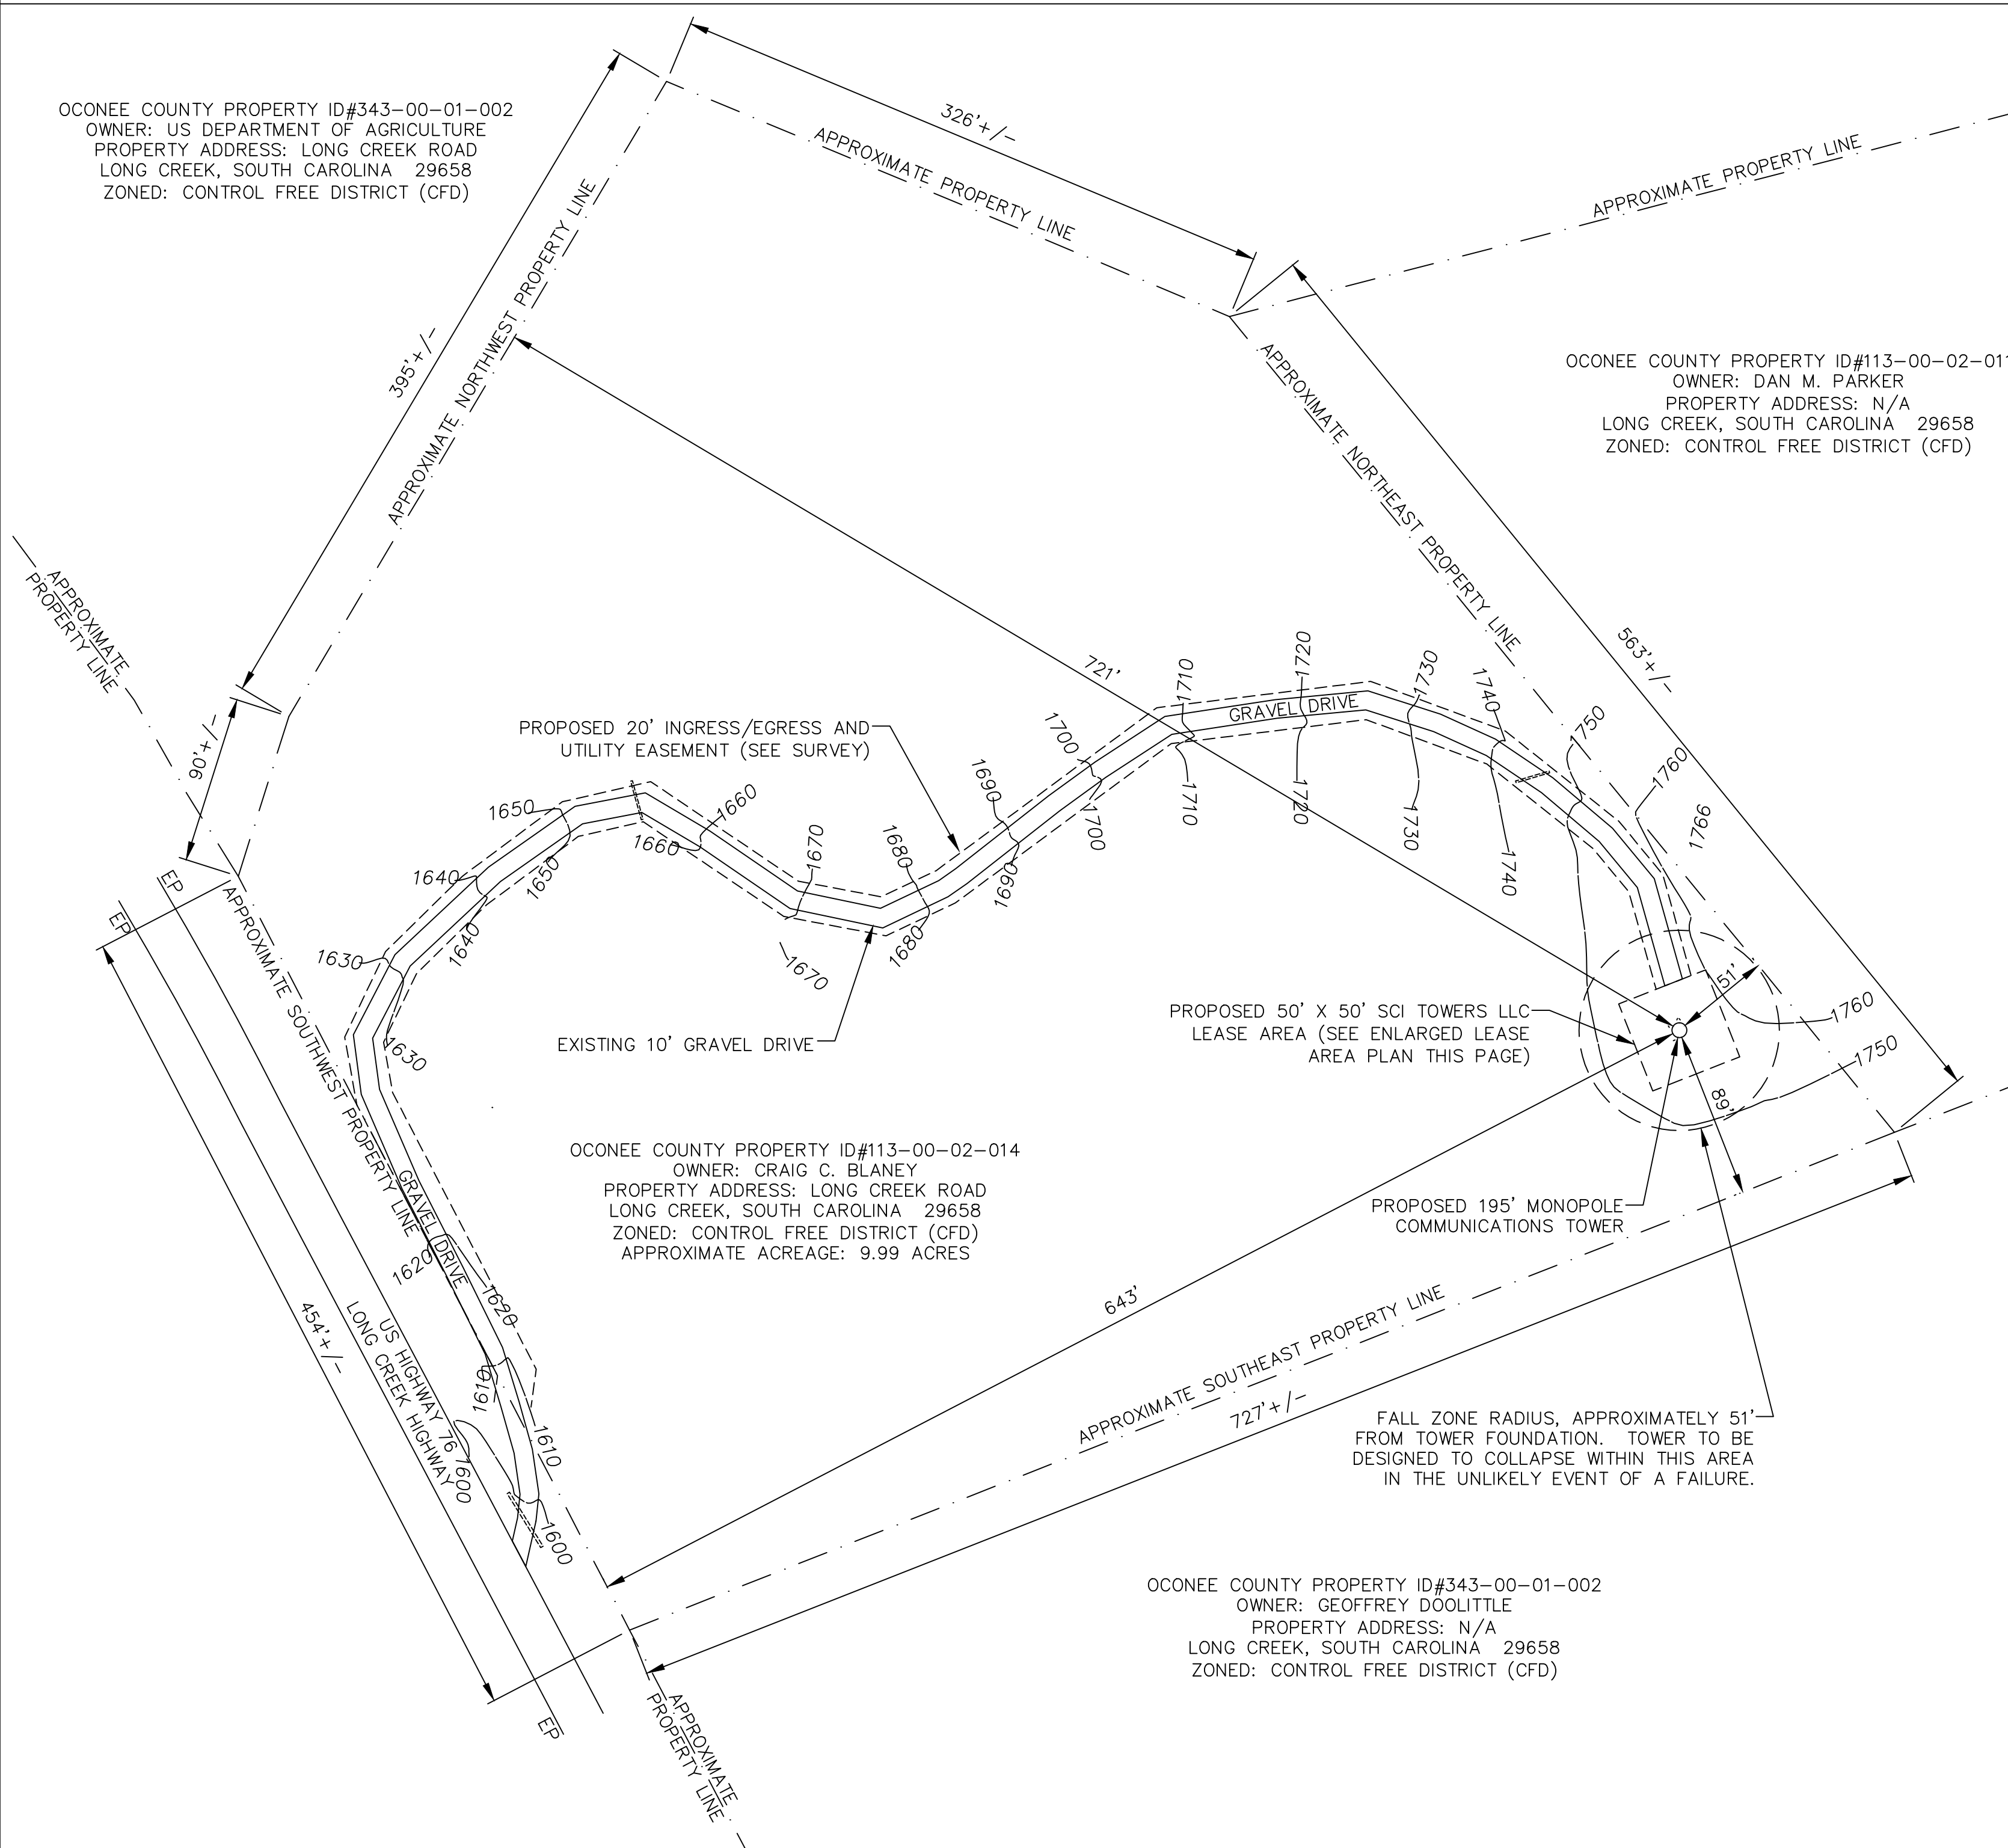 OCONEE COUNTY PROPERTY ID#343-00-01-002
OWNER: US DEPARTMENT OF AGRICULTURE
PROPERTY ADDRESS: LONG CREEK ROAD
LONG CREEK, SOUTH CAROLINA 29658
ZONED: CONTROL FREE DISTRICT (CFD)
326'+/-
APPROXIMATE PROPERTY LINE
APPROXIMATE PROPERTY LINE
395'+/-
APPROXIMATE NORTHWEST PROPERTY LINE
OCONEE COUNTY PROPERTY ID#113-00-02-011
OWNER: DAN M. PARKER
PROPERTY ADDRESS: N/A
LONG CREEK, SOUTH CAROLINA 29658
ZONED: CONTROL FREE DISTRICT (CFD)
APPROXIMATE NORTHEAST PROPERTY LINE
563'+/-
APPROXIMATE
PROPERTY LINE
90'+/-
721'
PROPOSED 20' INGRESS/EGRESS AND
UTILITY EASEMENT (SEE SURVEY)
GRAVEL DRIVE
1700
1710
1720
1730
1740
1750
1760
1766
1690
1680
1670
1660
1650
1640
1630
1710
1720
1730
1740
1700
1690
1680
1670
1660
1650
1640
1630
EP
EP
APPROXIMATE SOUTHWEST PROPERTY LINE
EXISTING 10' GRAVEL DRIVE
PROPOSED 50' X 50' SCI TOWERS LLC
LEASE AREA (SEE ENLARGED LEASE
AREA PLAN THIS PAGE)
51'
1760
1750
89'
OCONEE COUNTY PROPERTY ID#113-00-02-014
OWNER: CRAIG C. BLANEY
PROPERTY ADDRESS: LONG CREEK ROAD
LONG CREEK, SOUTH CAROLINA 29658
ZONED: CONTROL FREE DISTRICT (CFD)
APPROXIMATE ACREAGE: 9.99 ACRES
PROPOSED 195' MONOPOLE
COMMUNICATIONS TOWER
GRAVEL DRIVE
1620
1620
643'
454'+/-
US HIGHWAY 76
LONG CREEK HIGHWAY
1610
1610
1600
1600
APPROXIMATE SOUTHEAST PROPERTY LINE
727'+/-
FALL ZONE RADIUS, APPROXIMATELY 51'
FROM TOWER FOUNDATION. TOWER TO BE
DESIGNED TO COLLAPSE WITHIN THIS AREA
IN THE UNLIKELY EVENT OF A FAILURE.
OCONEE COUNTY PROPERTY ID#343-00-01-002
OWNER: GEOFFREY DOOLITTLE
PROPERTY ADDRESS: N/A
LONG CREEK, SOUTH CAROLINA 29658
ZONED: CONTROL FREE DISTRICT (CFD)
EP
APPROXIMATE
PROPERTY LINE